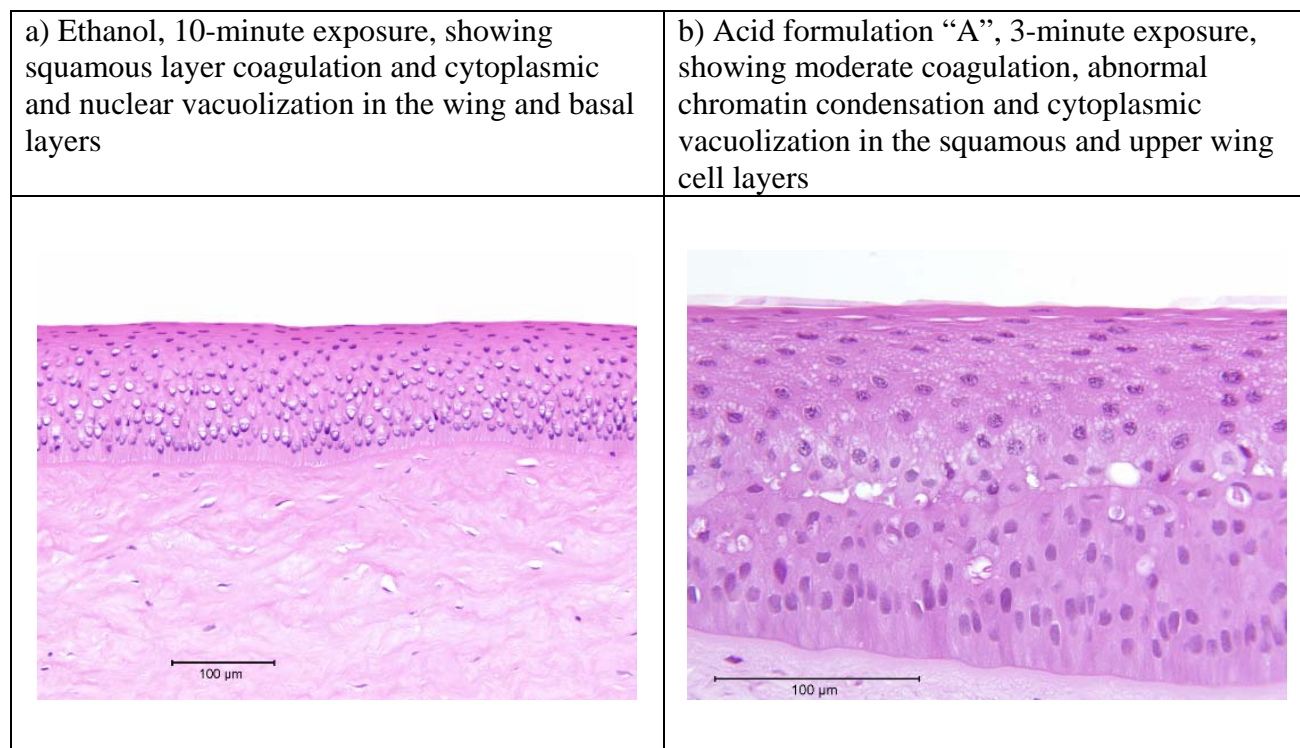 a) Ethanol, 10-minute exposure, showing
squamous layer coagulation and cytoplasmic
and nuclear vacuolization in the wing and basal
layers
b) Acid formulation “A”, 3-minute exposure,
showing moderate coagulation, abnormal
chromatin condensation and cytoplasmic
vacuolization in the squamous and upper wing
cell layers
100 µm
100 µm